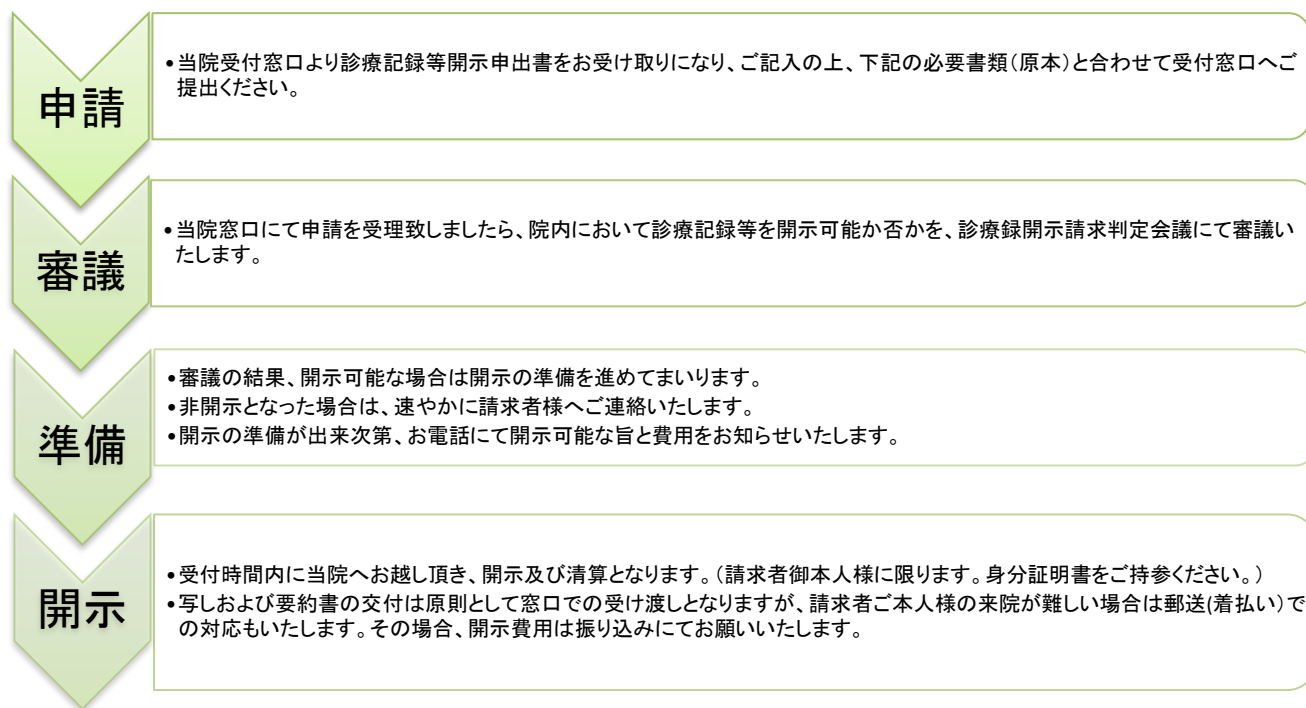 申請
•当院受付窓口より診療記録等開示申出書をお受け取りになり、ご記入の上、下記の必要書類(原本)と合わせて受付窓口へご
提出ください。
審議
•当院窓口にて申請を受理致しましたら、院内において診療記録等を開示可能か否かを、診療録開示請求判定会議にて審議い
たします。
準備
•審議の結果、開示可能な場合は開示の準備を進めてまいります。
•非開示となった場合は、速やかに請求者様へご連絡いたします。
•開示の準備が出来次第、お電話にて開示可能な旨と費用をお知らせいたします。
開示
•受付時間内に当院へお越し頂き、開示及び清算となります。(請求者御本人様に限ります。身分証明書をご持参ください。)
•写しおよび要約書の交付は原則として窓口での受け渡しとなりますが、請求者ご本人様の来院が難しい場合は郵送(着払い)で
の対応もいたします。その場合、開示費用は振り込みにてお願いいたします。